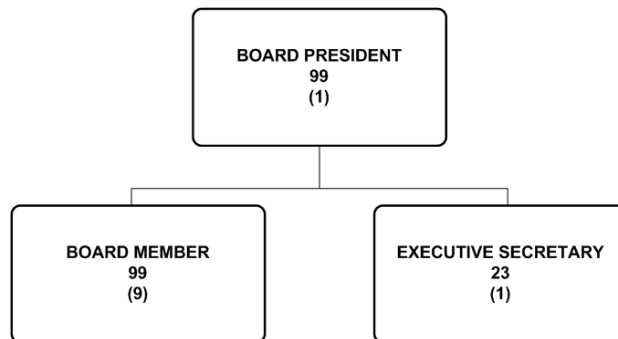 BOARD PRESIDENT
99
(1)
BOARD MEMBER
99
(9)
EXECUTIVE SECRETARY
23
(1)